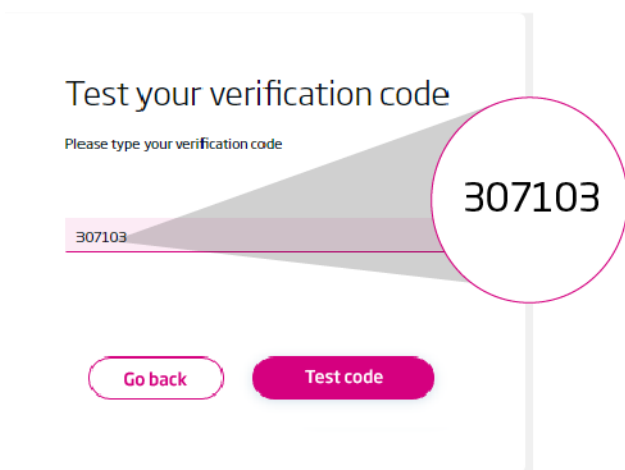 Test your verification code
Please type your verification code
307103
307103
Go back
Test code